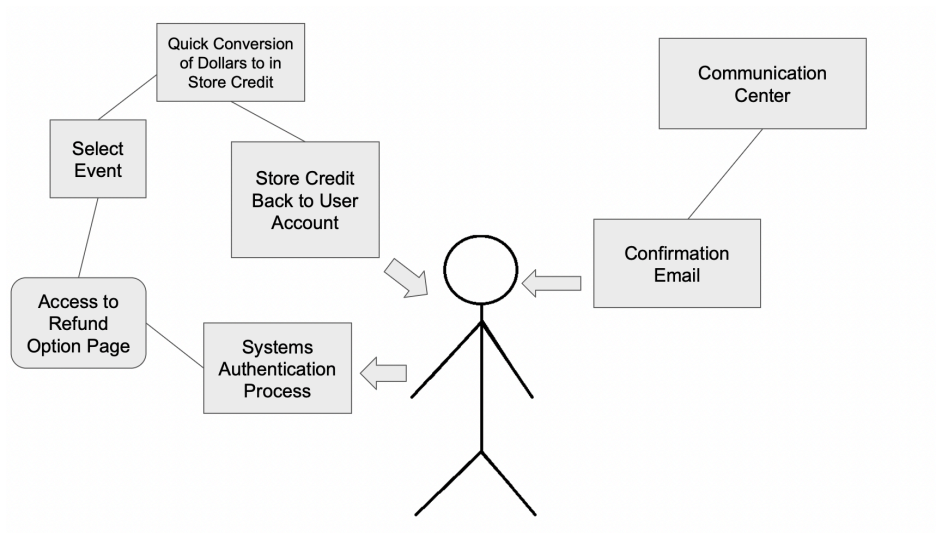 Quick Conversion
of Dollars to in
Store Credit
Communication
Center
Select
Event
Store Credit
Back to User
Account
Confirmation
Email
Access to
Refund
Option Page
Systems
Authentication
Process